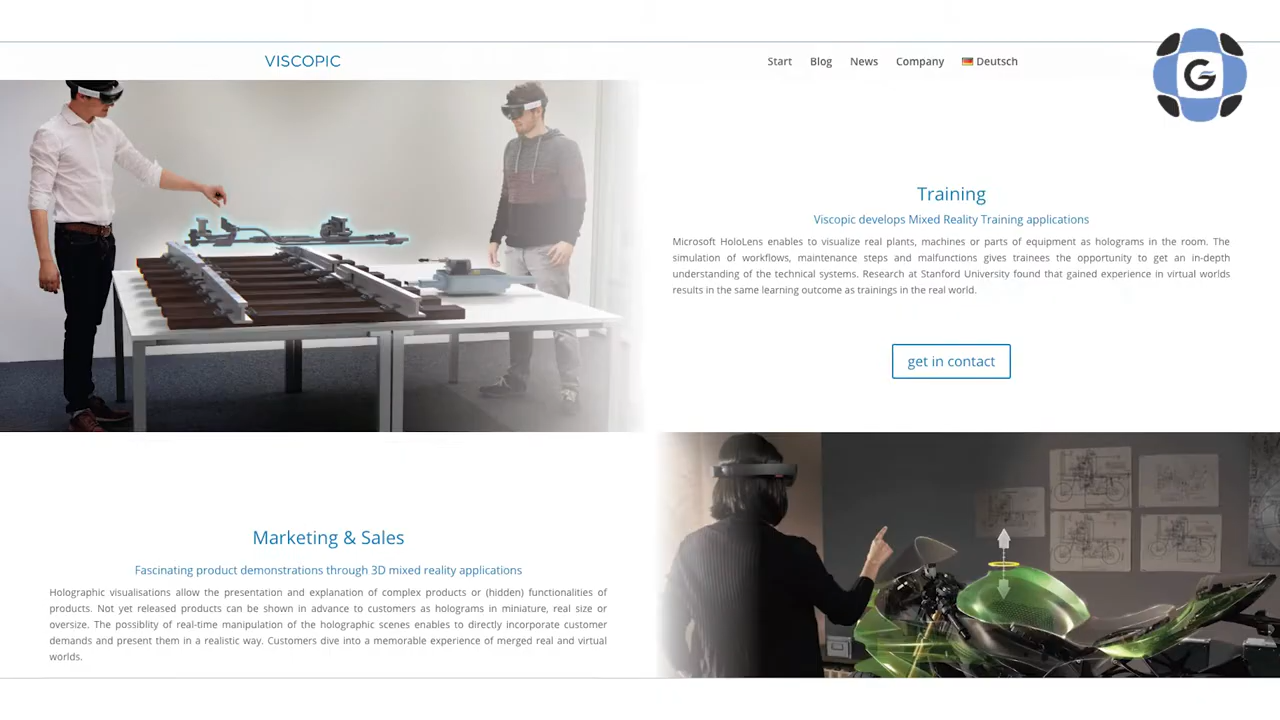 VISCOPIC
Start Blog News Company Deutsch
G
Training
Viscopic develops Mixed Reality Training applications
Microsoft HoloLens enables to visualize real plants, machines or parts of equipment as holograms in the room. The
simulation of workflows, maintenance steps and malfunctions gives trainees the opportunity to get an in-depth
understanding of the technical systems. Research at Stanford University found that gained experience in virtual worlds
results in the same learning outcome as trainings in the real world.
get in contact
Marketing & Sales
Fascinating product demonstrations through 3D mixed reality applications
Holographic visualisations allow the presentation and explanation of complex products or (hidden) functionalities of
products. Not yet released products can be shown in advance to customers as holograms in miniature, real size or
oversize. The possiblity of real-time manipulation of the holographic scenes enables to directly incorporate customer
demands and present them in a realistic way. Customers dive into a memorable experience of merged real and virtual
worlds.